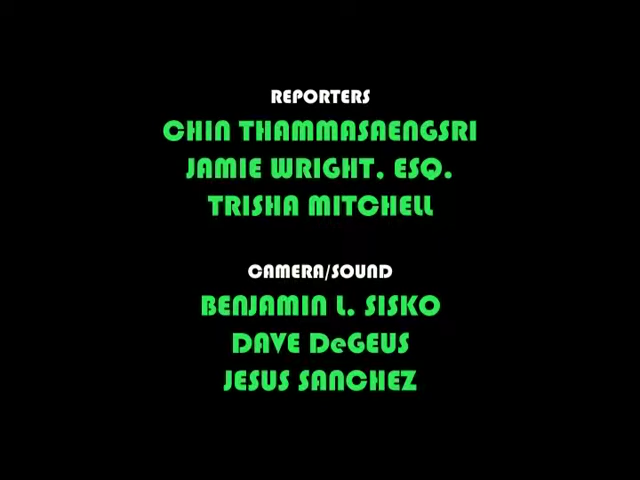 REPORTERS
CHIN THAMMASAENGSRI
JAMIE WRIGHT, ESQ.
TRISHA MITCHELL
CAMERA/SOUND
BENJAMIN L. SISKO
DAVE DeGEUS
JESUS SANCHEZ